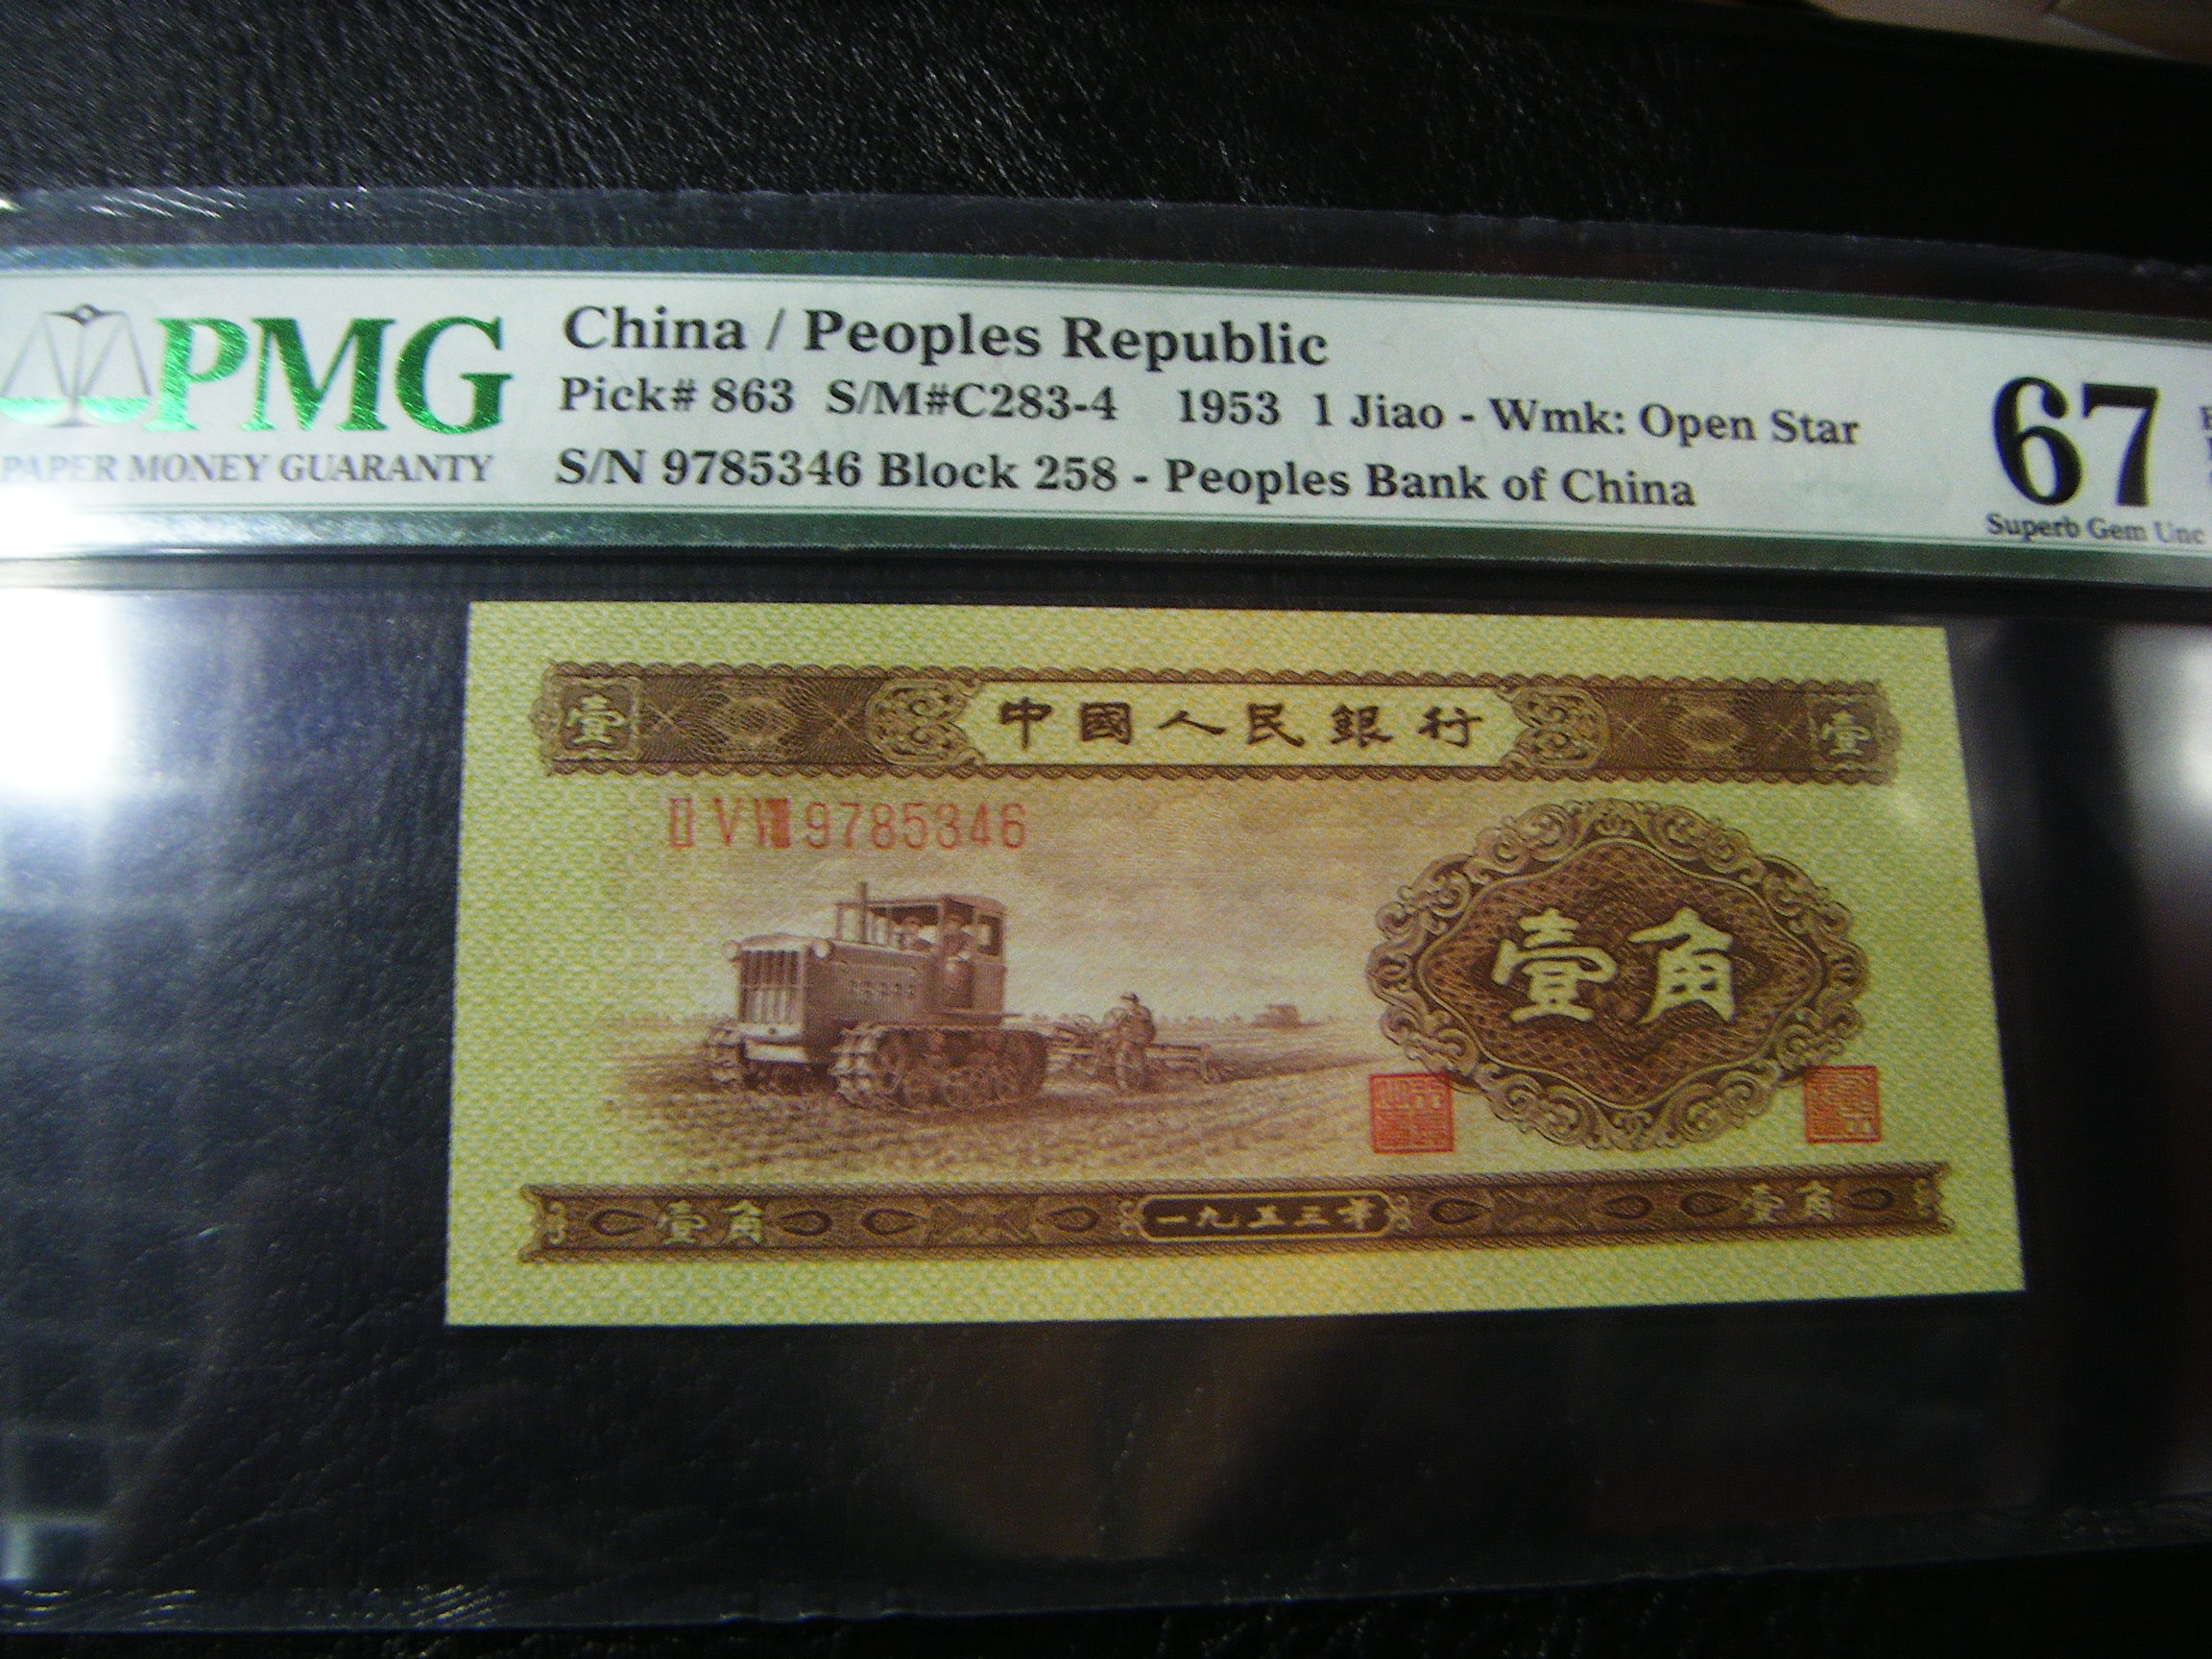 PMG
PAPER MONEY GUARANTY
China / Peoples Republic
Pick# 863 S/M#C283-4 1953 1 Jiao - Wmk: Open Star
S/N 9785346 Block 258 - Peoples Bank of China
67
Superb Gem Unc
壹 中國人民銀行 壹
II V VIII 9785346
壹角
壹角 一九五三年 壹角